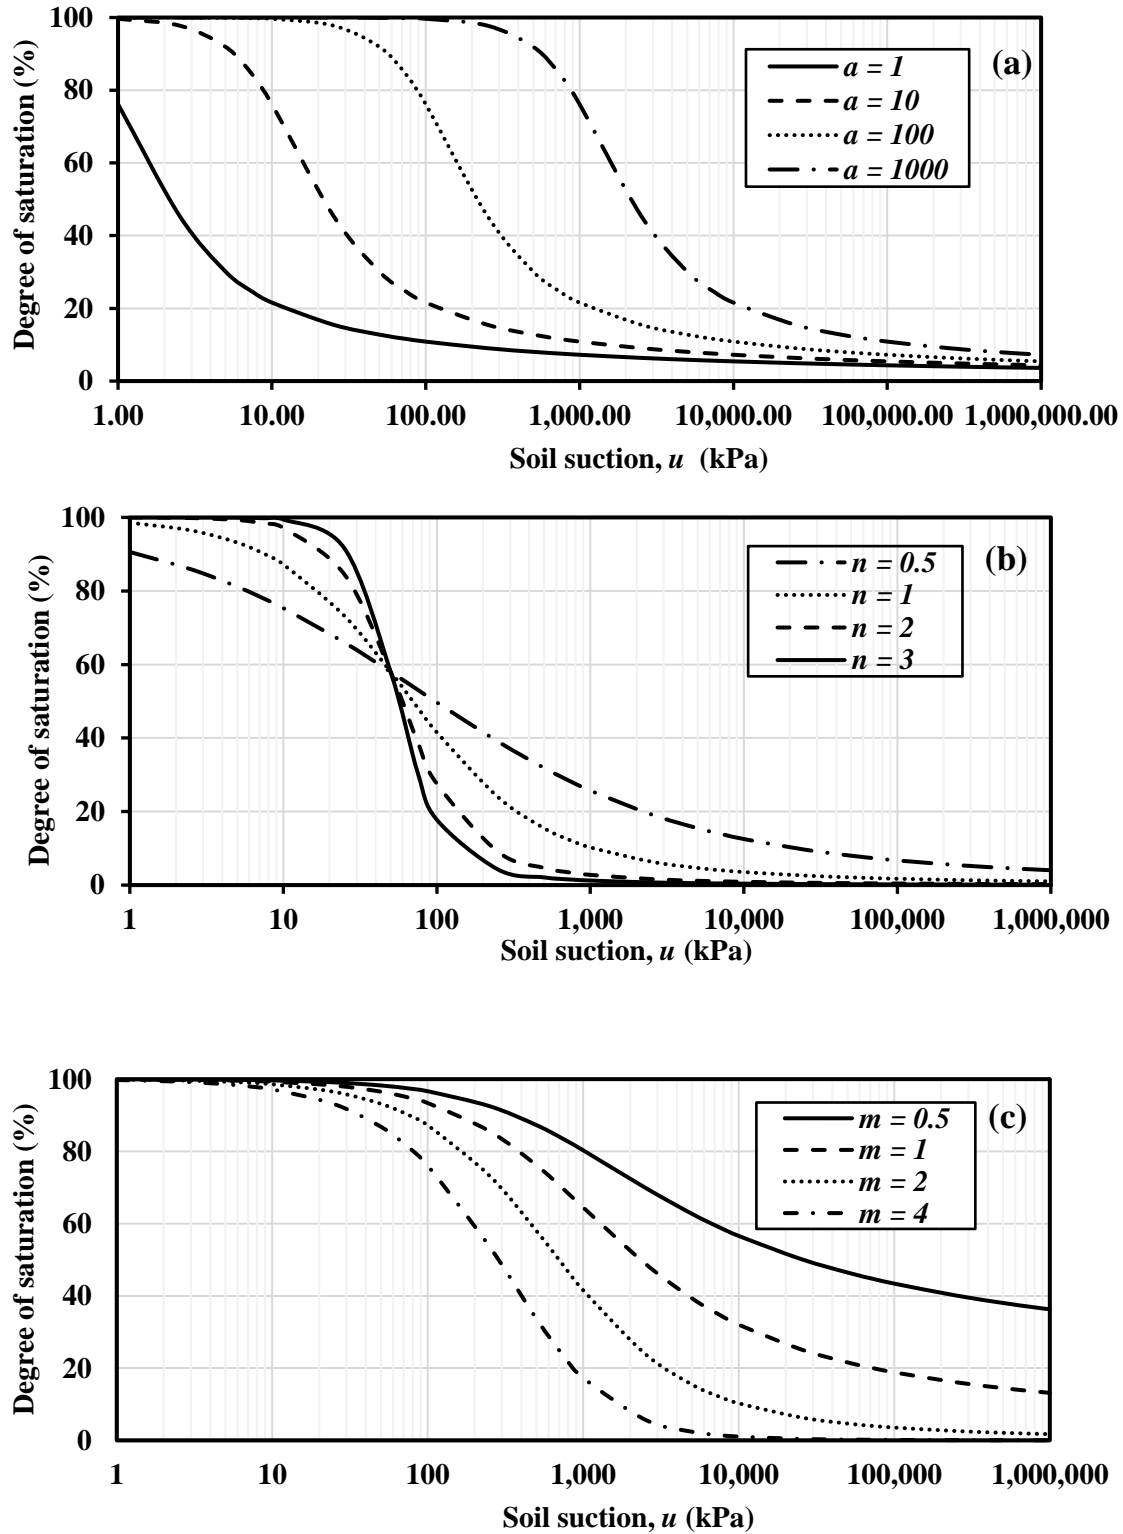 100
80
60
40
20
0
Degree of saturation (%)
(a)
a = 1
a = 10
a = 100
a = 1000
1.00 10.00 100.00 1,000.00 10,000.00 100,000.00 1,000,000.00
Soil suction, u (kPa)
100
80
60
40
20
0
Degree of saturation (%)
(b)
n = 0.5
n = 1
n = 2
n = 3
1 10 100 1,000 10,000 100,000 1,000,000
Soil suction, u (kPa)
100
80
60
40
20
0
Degree of saturation (%)
(c)
m = 0.5
m = 1
m = 2
m = 4
1 10 100 1,000 10,000 100,000 1,000,000
Soil suction, u (kPa)